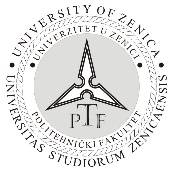 UNIVERSITY OF ZENICA
UNIVERSITAS STUDIORUM ZENICAENSIS
UNIVERZITET U ZENICI
POLITEHNIČKI FAKULTET
PTF